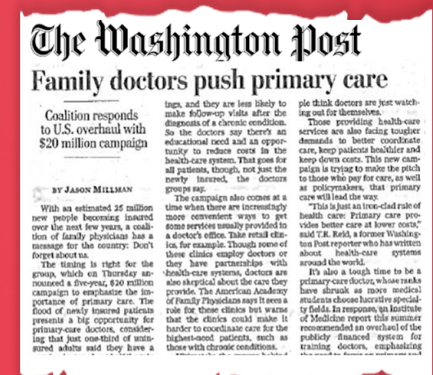 The Washington Post
Family doctors push primary care
Coalition responds
to U.S. overhaul with
$20 million campaign
BY JASON MILLMAN
With an estimated 25 million
new people becoming insured
over the next few years, a coali-
tion of family physicians has a
message for the country: Don't
forget about us.
The timing is right for the
group, which on Thursday an-
nounced a five-year, $20 million
campaign to emphasize the im-
portance of primary care. The
flood of newly insured patients
presents a big opportunity for
primary-care doctors, consider-
ing that just one-third of unin-
sured adults said they have a
ings, and they are less likely to
make follow-up visits after the
diagnosis of a chronic condition.
So the doctors say there's an
educational need and an oppor-
tunity to reduce costs in the
health-care system. That goes for
all patients, though, not just the
newly insured, the doctors
groups say.
The campaign also comes at a
time when there are increasingly
more convenient ways to get
some services usually provided in
a doctor's office. Take retail clin-
ics, for example. Though some of
these clinics employ doctors or
they have partnerships with
health-care systems, doctors are
also skeptical about the care they
provide. The American Academy
of Family Physicians says it sees a
role for these clinics but warns
that the clinics could make it
harder to coordinate care for the
highest-need patients, such as
those with chronic conditions.
ple think doctors are just watch-
ing out for themselves.
Those providing health-care
services are also facing tougher
demands to better coordinate
care, keep patients healthier and
keep down costs. This new cam-
paign is trying to make the pitch
to those who pay for care, as well
as policymakers, that primary
care will lead the way.
"This is just an iron-clad rule of
health care: Primary care pro-
vides better care at lower costs,"
said T.R. Reid, a former Washing-
ton Post reporter who has written
about health-care systems
around the world.
It's also a tough time to be a
primary-care doctor, whose ranks
have shrunk as more medical
students choose lucrative special-
ty fields. In response, an Institute
of Medicine report this summer
recommended an overhaul of the
publicly financed system for
training doctors, emphasizing